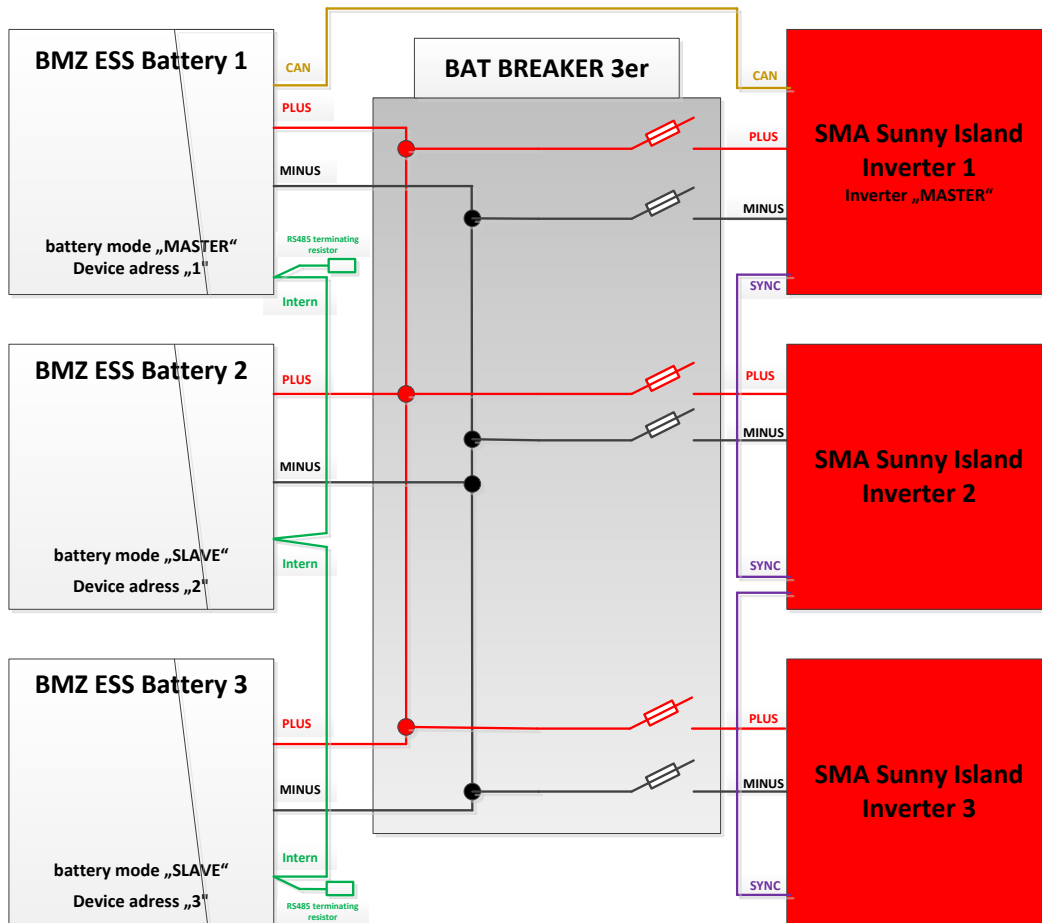 BMZ ESS Battery 1
CAN
PLUS
MINUS
battery mode „MASTER“
Device adress „1"
RS485 terminating
resistor
Intern
BAT BREAKER 3er
CAN
PLUS
MINUS
SYNC
SMA Sunny Island
Inverter 1
Inverter „MASTER“
BMZ ESS Battery 2
PLUS
MINUS
battery mode „SLAVE“
Device adress „2"
Intern
PLUS
MINUS
SYNC
SMA Sunny Island
Inverter 2
BMZ ESS Battery 3
PLUS
MINUS
battery mode „SLAVE“
Device adress „3"
Intern
RS485 terminating
resistor
PLUS
MINUS
SYNC
SMA Sunny Island
Inverter 3